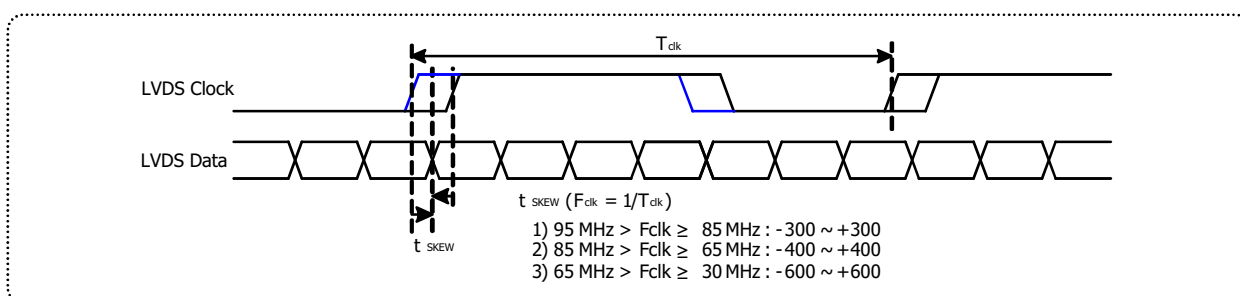 Tclk
LVDS Clock
LVDS Data
t SKEW (Fclk = 1/Tclk)
1) 95 MHz > Fclk ≥ 85 MHz : -300 ~ +300
t SKEW
2) 85 MHz > Fclk ≥ 65 MHz : -400 ~ +400
3) 65 MHz > Fclk ≥ 30 MHz : -600 ~ +600